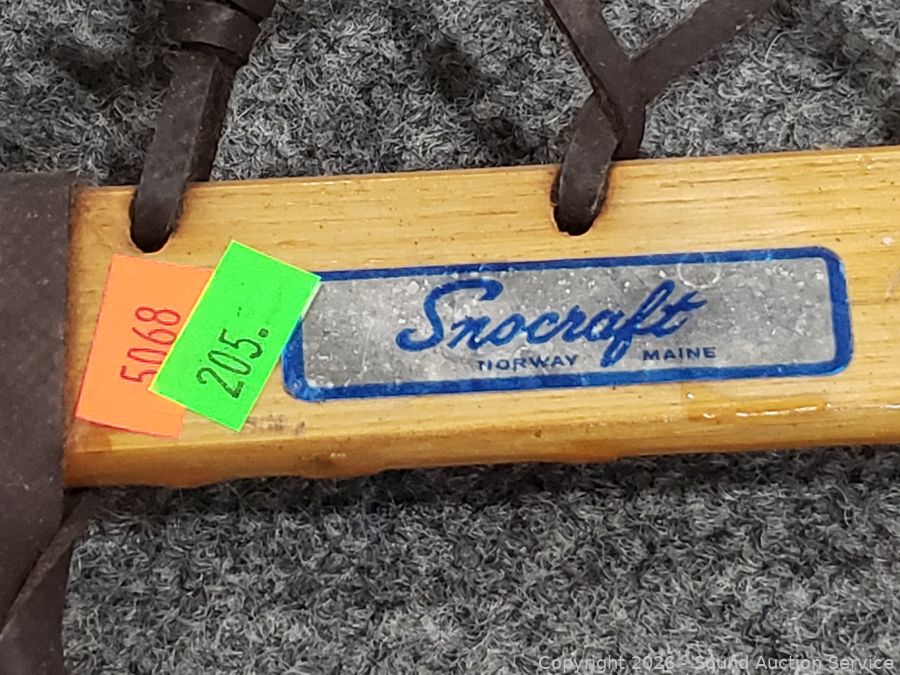 5068
205.
Snocraft
NORWAY MAINE
Copyright 2026 - Sound Auction Service